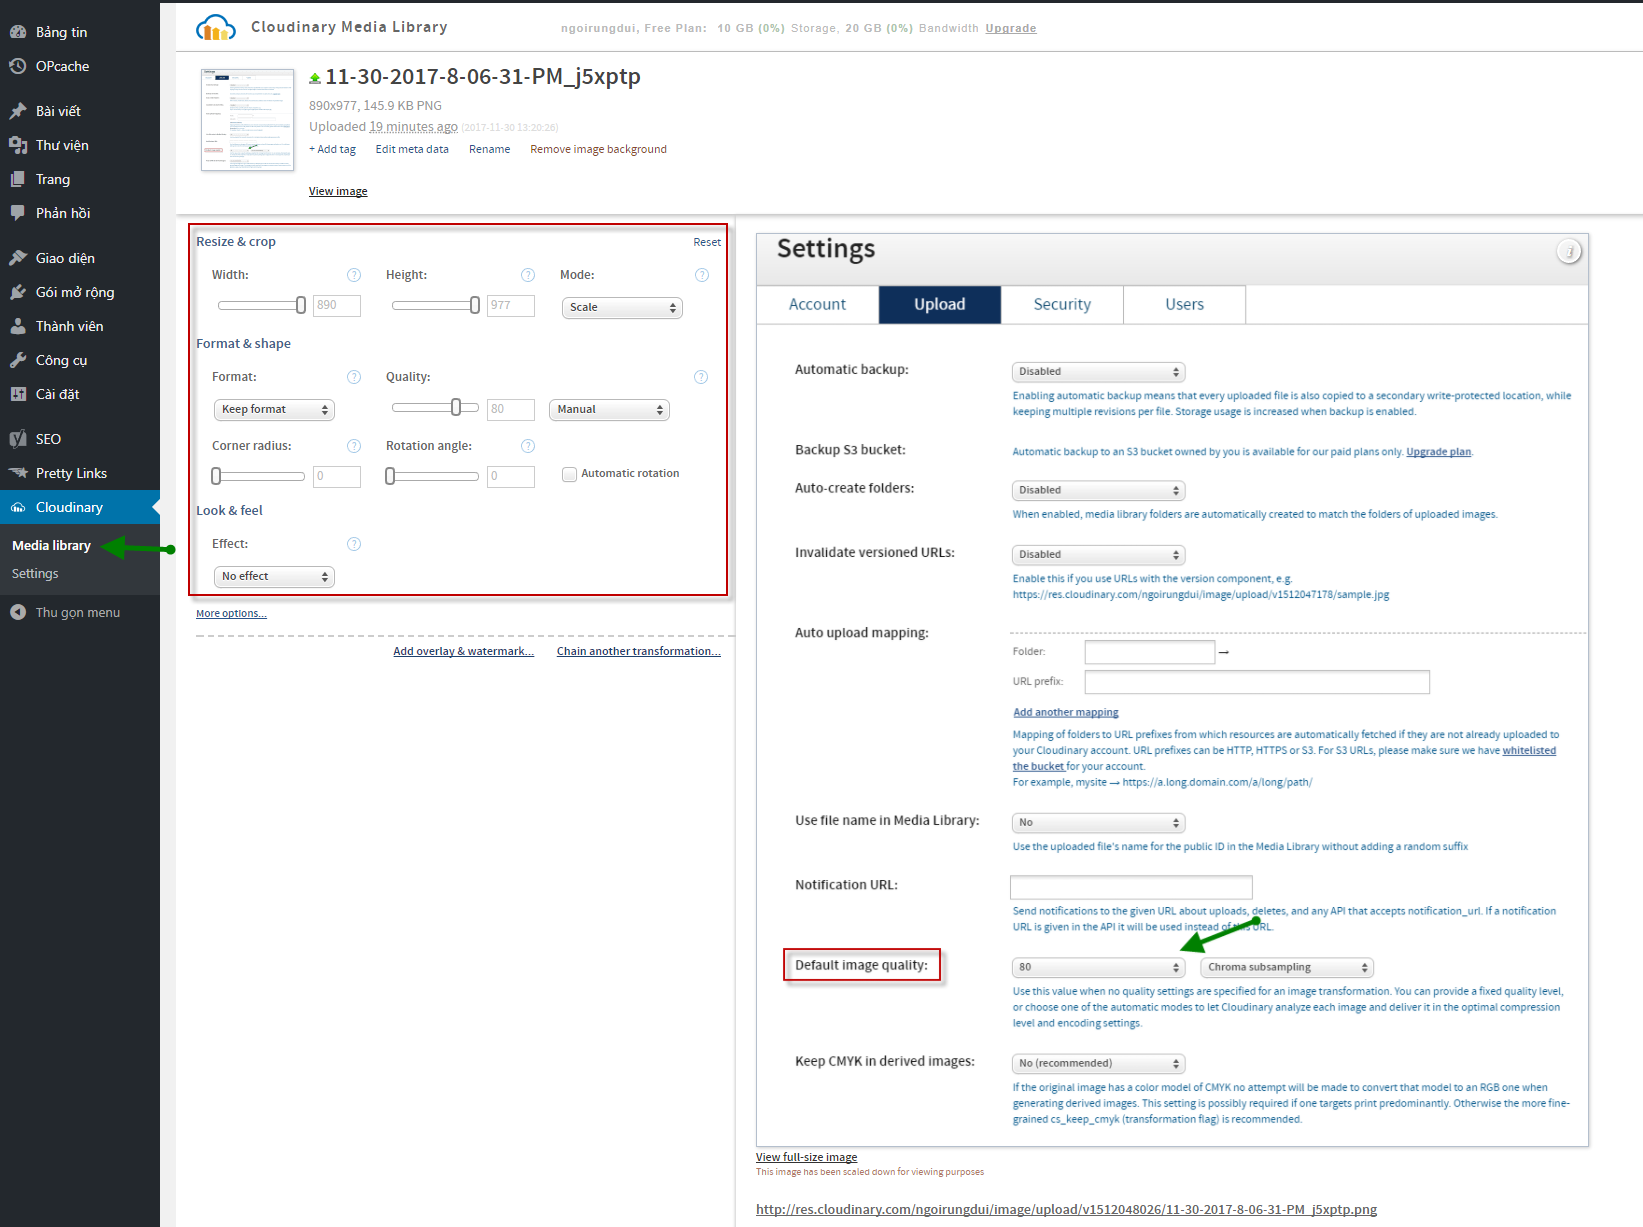 Bảng tin
OPcache
Bài viết
Thư viện
Trang
Phản hồi
Giao diện
Gói mở rộng
Thành viên
Công cụ
Cài đặt
SEO
Pretty Links
Cloudinary
Media library
Settings
Thu gọn menu
Cloudinary Media Library
ngoirungdui, Free Plan: 10 GB (0%) Storage, 20 GB (0%) Bandwidth Upgrade
11-30-2017-8-06-31-PM_j5xptp
890x977, 145.9 KB PNG
Uploaded 19 minutes ago (2017-11-30 13:20:26)
+ Add tag Edit meta data Rename Remove image background
View image
Resize & crop Reset
Width: ? Height: ? Mode: ?
890 977 Scale
Format & shape
Format: ? Quality: ?
Keep format 80 Manual
Corner radius: ? Rotation angle: ?
0 0 Automatic rotation
Look & feel
Effect: ?
No effect
More options...
Add overlay & watermark... Chain another transformation...
Settings
Account Upload Security Users
Automatic backup: Disabled
Enabling automatic backup means that every uploaded file is also copied to a secondary write-protected location, while
keeping multiple revisions per file. Storage usage is increased when backup is enabled.
Backup S3 bucket: Automatic backup to an S3 bucket owned by you is available for our paid plans only. Upgrade plan.
Auto-create folders: Disabled
When enabled, media library folders are automatically created to match the folders of uploaded images.
Invalidate versioned URLs: Disabled
Enable this if you use URLs with the version component, e.g.
https://res.cloudinary.com/ngoirungdui/image/upload/v1512047178/sample.jpg
Auto upload mapping:
Folder: →
URL prefix:
Add another mapping
Mapping of folders to URL prefixes from which resources are automatically fetched if they are not already uploaded to
your Cloudinary account. URL prefixes can be HTTP, HTTPS or S3. For S3 URLs, please make sure we have whitelisted
the bucket for your account.
For example, mysite → https://a.long.domain.com/a/long/path/
Use file name in Media Library: No
Use the uploaded file's name for the public ID in the Media Library without adding a random suffix
Notification URL:
Send notifications to the given URL about uploads, deletes, and any API that accepts notification_url. If a notification
URL is given in the API it will be used instead of this URL.
Default image quality: 80 Chroma subsampling
Use this value when no quality settings are specified for an image transformation. You can provide a fixed quality level,
or choose one of the automatic modes to let Cloudinary analyze each image and deliver it in the optimal compression
level and encoding settings.
Keep CMYK in derived images: No (recommended)
If the original image has a color model of CMYK no attempt will be made to convert that model to an RGB one when
generating derived images. This setting is possibly required if one targets print predominantly. Otherwise the more fine-
grained cs_keep_cmyk (transformation flag) is recommended.
View full-size image
This image has been scaled down for viewing purposes
http://res.cloudinary.com/ngoirungdui/image/upload/v1512048026/11-30-2017-8-06-31-PM_j5xptp.png